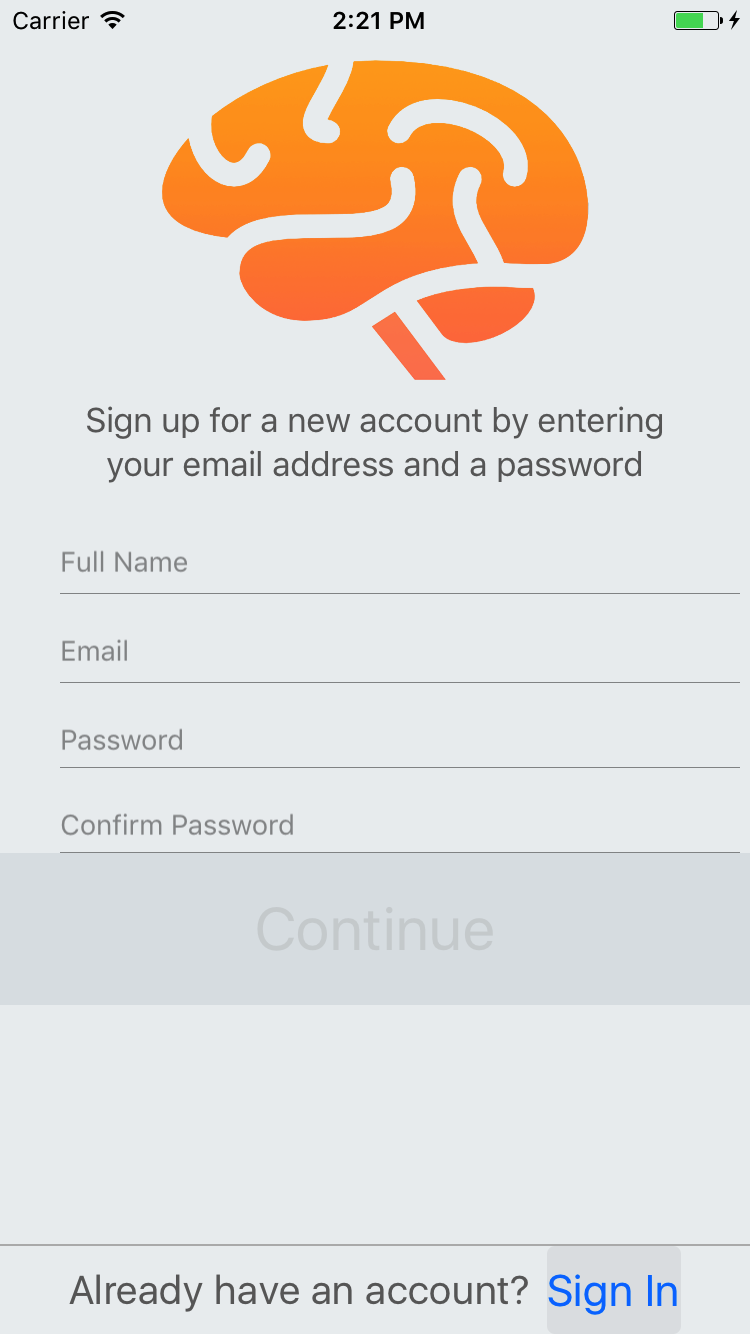 Carrier 2:21 PM
Sign up for a new account by entering
your email address and a password
Full Name
Email
Password
Confirm Password
Continue
Already have an account? Sign In